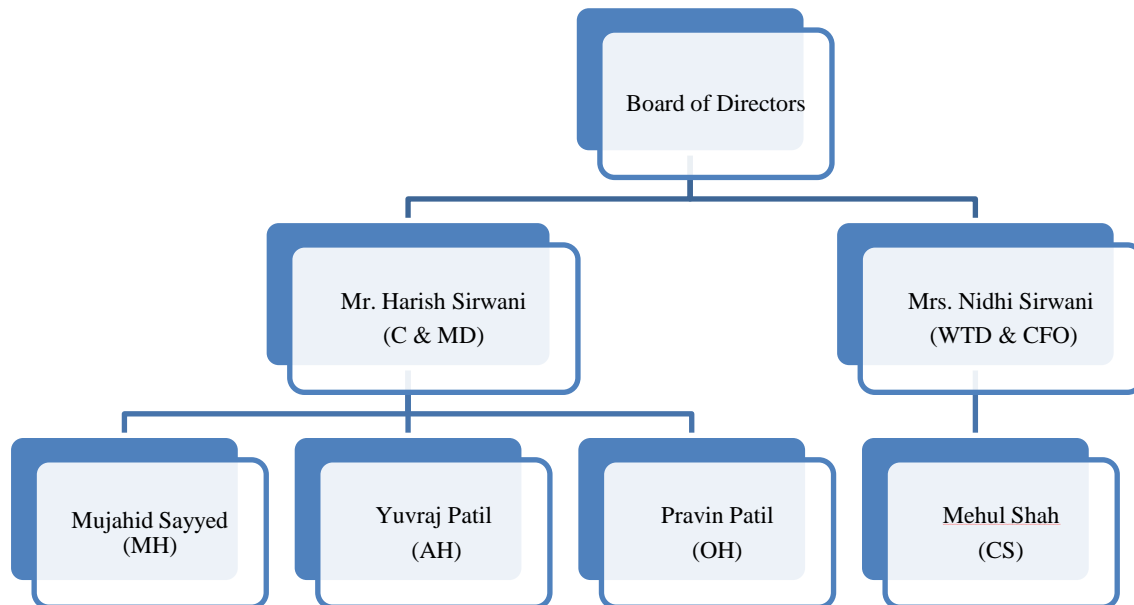 Board of Directors
Mr. Harish Sirwani
(C & MD)
Mrs. Nidhi Sirwani
(WTD & CFO)
Mujahid Sayyed
(MH)
Yuvraj Patil
(AH)
Pravin Patil
(OH)
Mehul Shah
(CS)